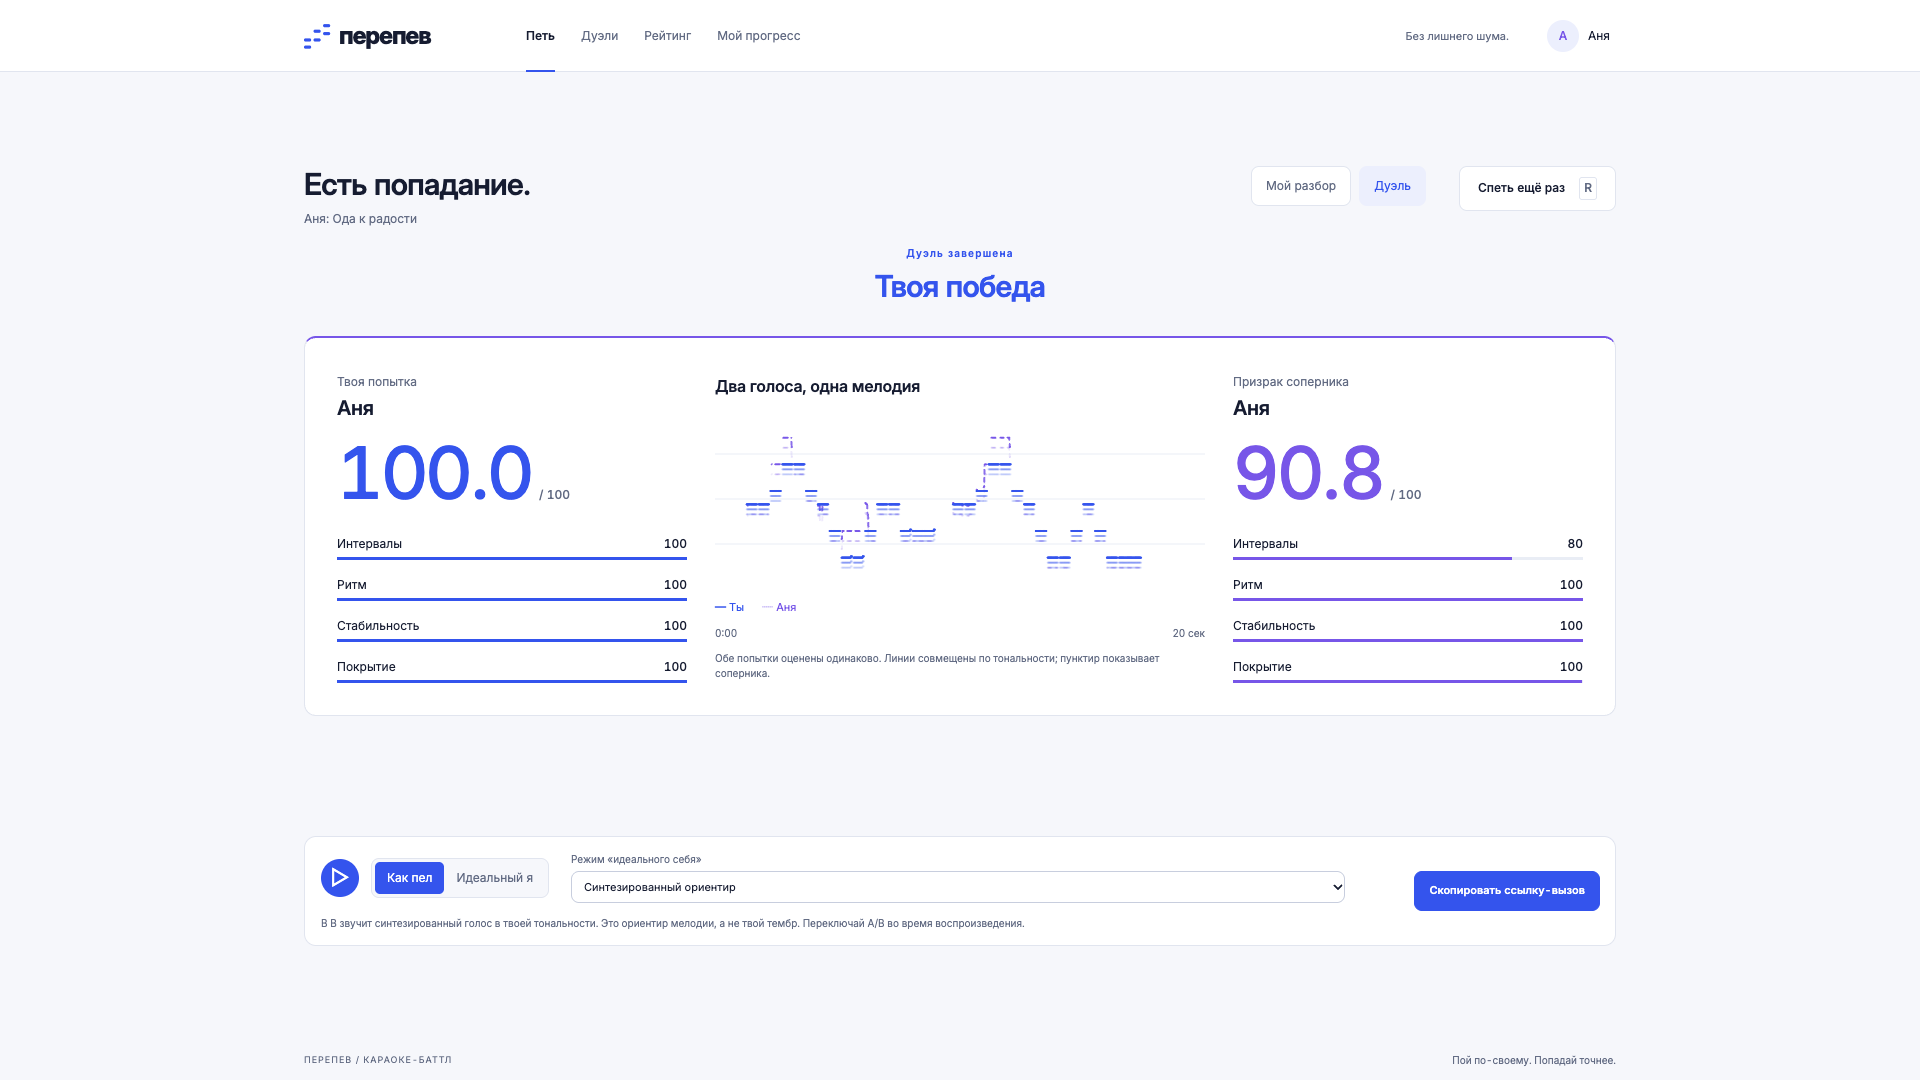 перепев
Петь
Дуэли
Рейтинг
Мой прогресс
Без лишнего шума.
А
Аня
Есть попадание.
Аня: Ода к радости
Мой разбор
Дуэль
Спеть ещё раз R
Дуэль завершена
Твоя победа
Твоя попытка
Аня
100.0 / 100
Интервалы 100
Ритм 100
Стабильность 100
Покрытие 100
Два голоса, одна мелодия
Ты
Аня
0:00
20 сек
Обе попытки оценены одинаково. Линии совмещены по тональности; пунктир показывает
соперника.
Призрак соперника
Аня
90.8 / 100
Интервалы 80
Ритм 100
Стабильность 100
Покрытие 100
Как пел
Идеальный я
Режим «идеального себя»
Синтезированный ориентир
Скопировать ссылку-вызов
В B звучит синтезированный голос в твоей тональности. Это ориентир мелодии, а не твой тембр. Переключай A/B во время воспроизведения.
ПЕРЕПЕВ / КАРАОКЕ-БАТТЛ
Пой по-своему. Попадай точнее.